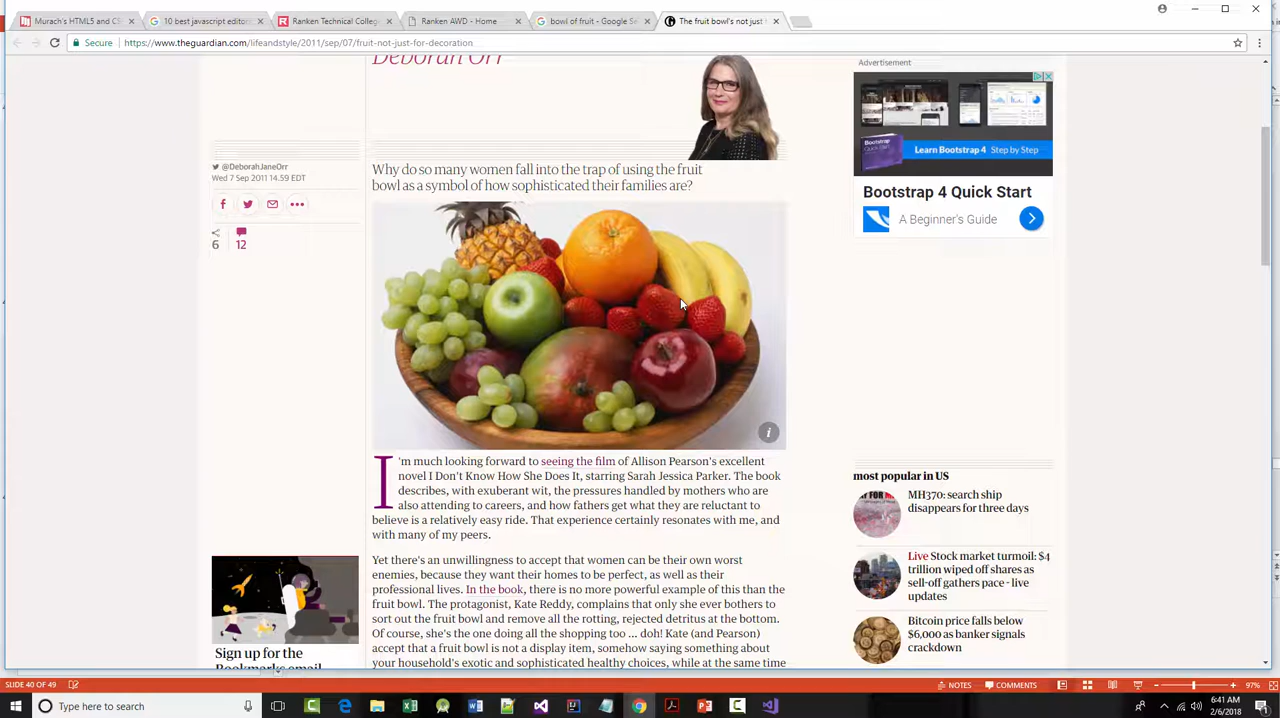 Murach's HTML5 and CS
10 best javascript editor
Ranken Technical Colleg
Ranken AWD - Home
bowl of fruit - Google Se
The fruit bowl's not just
Secure
https://www.theguardian.com/lifeandstyle/2011/sep/07/fruit-not-just-for-decoration
Deborah Orr
@DeborahJaneOrr
Wed 7 Sep 2011 14.59 EDT
6
12
Why do so many women fall into the trap of using the fruit
bowl as a symbol of how sophisticated their families are?
I'm much looking forward to seeing the film of Allison Pearson's excellent
novel I Don't Know How She Does It, starring Sarah Jessica Parker. The book
describes, with exuberant wit, the pressures handled by mothers who are
also attending to careers, and how fathers get what they are reluctant to
believe is a relatively easy ride. That experience certainly resonates with me, and
with many of my peers.
Yet there's an unwillingness to accept that women can be their own worst
enemies, because they want their homes to be perfect, as well as their
professional lives. In the book, there is no more powerful example of this than the
fruit bowl. The protagonist, Kate Reddy, complains that only she ever bothers to
sort out the fruit bowl and remove all the rotting, rejected detritus at the bottom.
Of course, she's the one doing all the shopping too ... doh! Kate (and Pearson)
accept that a fruit bowl is not a display item, somehow saying something about
your household's exotic and sophisticated healthy choices, while at the same time
Sign up for the
Bookmarks email
Advertisement
Learn Bootstrap 4 Step by Step
Bootstrap 4 Quick Start
A Beginner's Guide
most popular in US
MH370: search ship
disappears for three days
Live Stock market turmoil: $4
trillion wiped off shares as
sell-off gathers pace - live
updates
Bitcoin price falls below
$6,000 as banker signals
crackdown
SLIDE 40 OF 49
NOTES
COMMENTS
97%
Type here to search
6:41 AM
2/6/2018